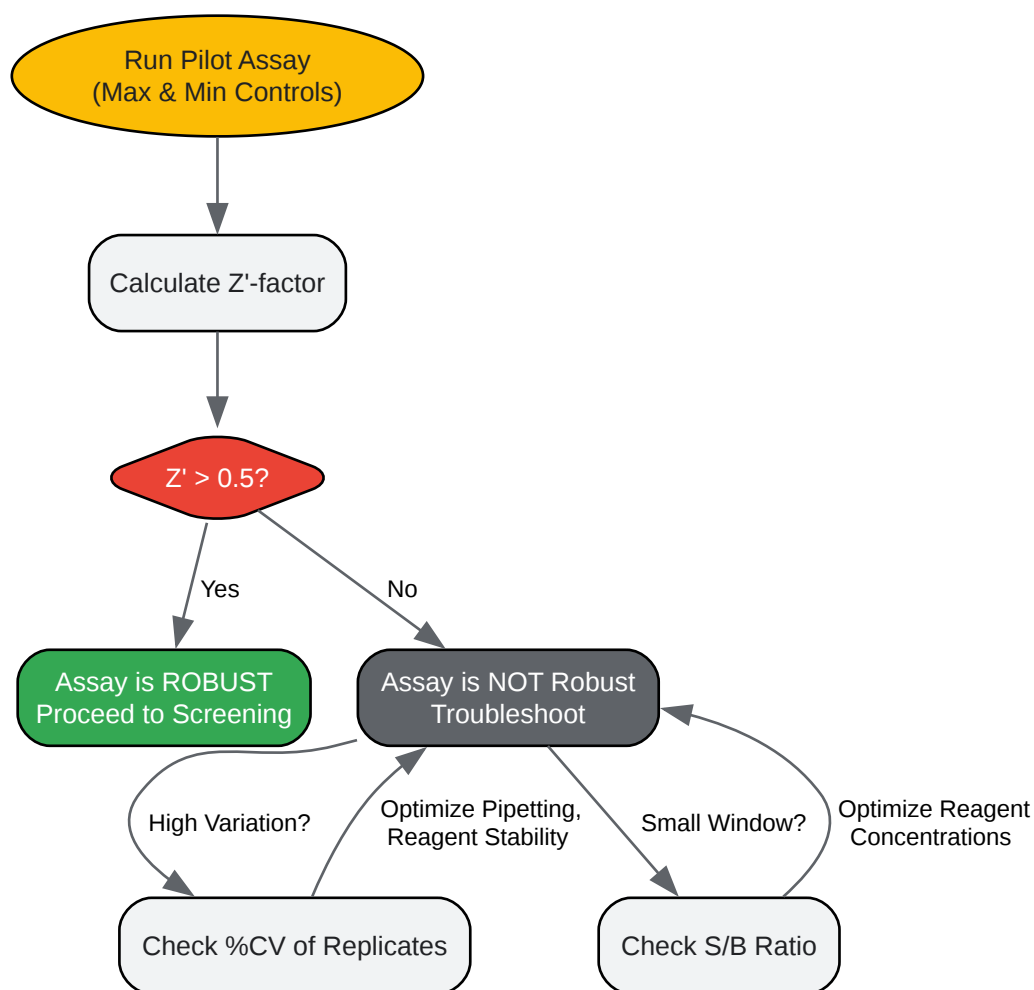 Run Pilot Assay
(Max & Min Controls)
Calculate Z'-factor
Z' > 0.5?
Yes
No
Assay is ROBUST
Proceed to Screening
Assay is NOT Robust
Troubleshoot
High Variation?
Optimize Pipetting,
Reagent Stability
Small Window?
Optimize Reagent
Concentrations
Check %CV of Replicates
Check S/B Ratio